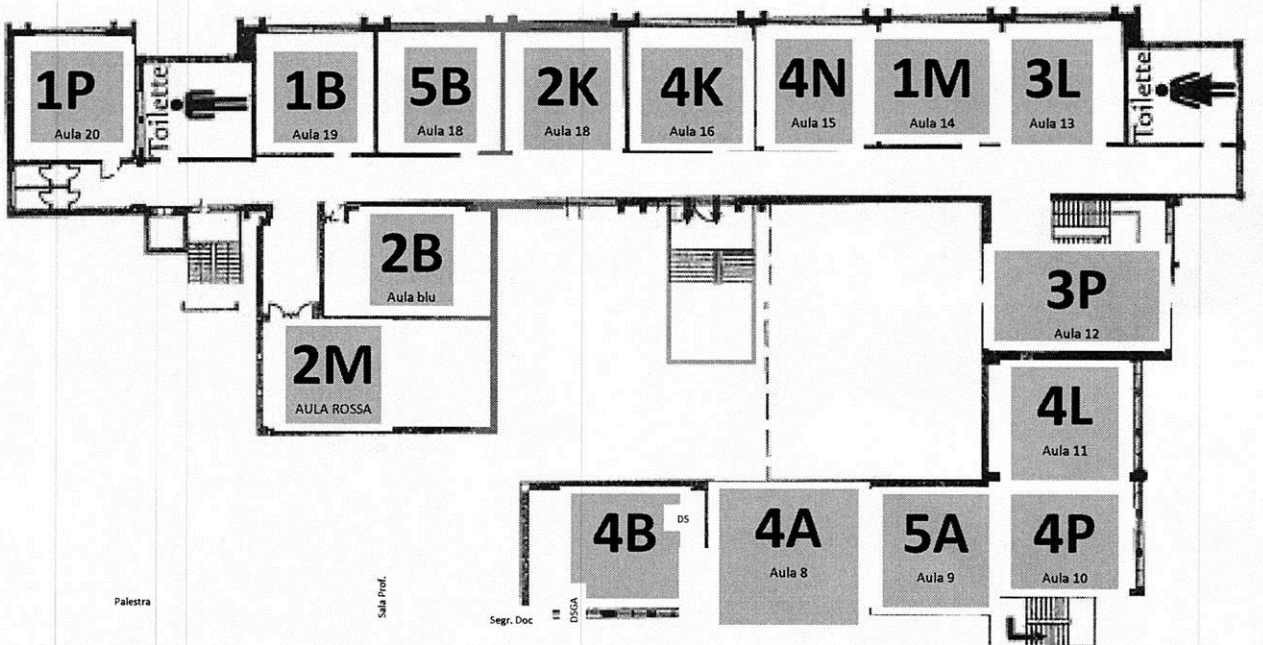 1P
Aula 20
Toilette
1B
Aula 19
5B
Aula 18
2K
Aula 18
4K
Aula 16
4N
Aula 15
1M
Aula 14
3L
Aula 13
Toilette
2B
Aula blu
3P
Aula 12
2M
AULA ROSSA
4L
Aula 11
4B
DS
4A
Aula 8
5A
Aula 9
4P
Aula 10
Palestra
Sala Prof.
Segr. Doc
DSGA